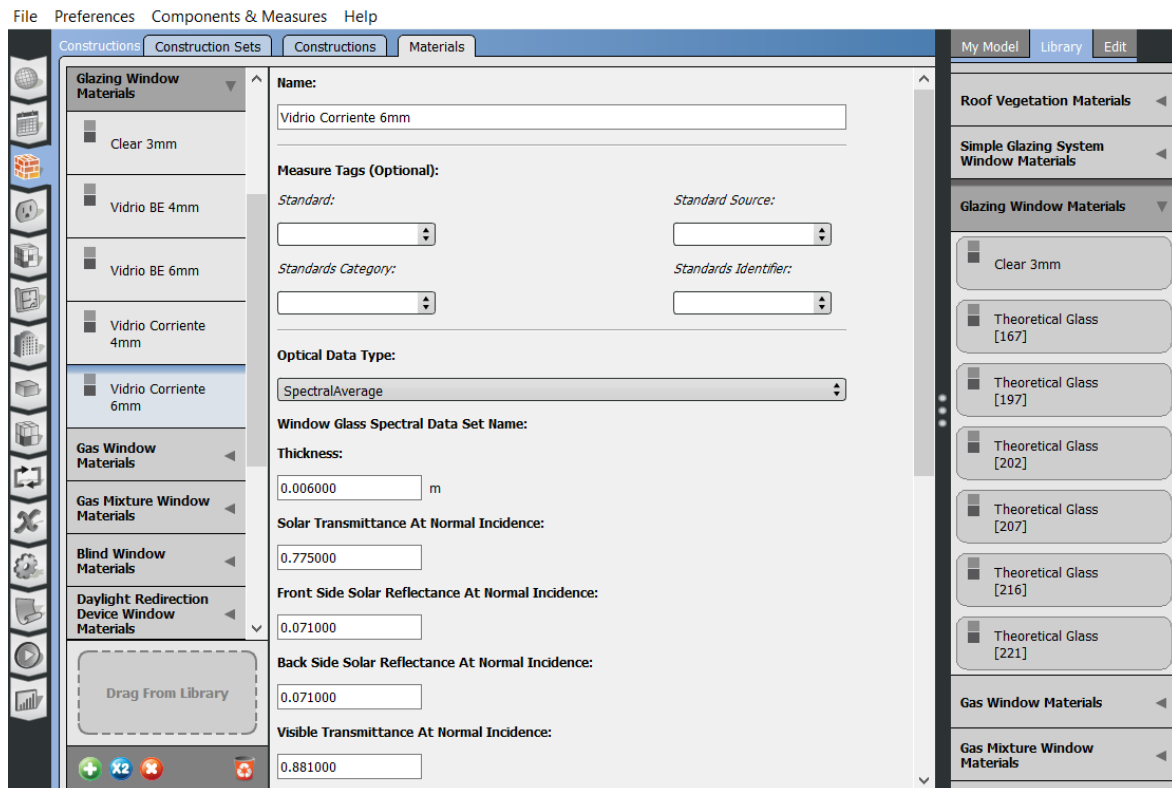 File Preferences Components & Measures Help
Constructions Construction Sets Constructions Materials
My Model Library Edit
Glazing Window
Materials
Clear 3mm
Vidrio BE 4mm
Vidrio BE 6mm
Vidrio Corriente
4mm
Vidrio Corriente
6mm
Gas Window
Materials
Gas Mixture Window
Materials
Blind Window
Materials
Daylight Redirection
Device Window
Materials
Drag From Library
X2
Name:
Vidrio Corriente 6mm
Measure Tags (Optional):
Standard: Standard Source:
Standards Category: Standards Identifier:
Optical Data Type:
SpectralAverage
Window Glass Spectral Data Set Name:
Thickness:
0.006000 m
Solar Transmittance At Normal Incidence:
0.775000
Front Side Solar Reflectance At Normal Incidence:
0.071000
Back Side Solar Reflectance At Normal Incidence:
0.071000
Visible Transmittance At Normal Incidence:
0.881000
Roof Vegetation Materials
Simple Glazing System
Window Materials
Glazing Window Materials
Clear 3mm
Theoretical Glass
[167]
Theoretical Glass
[197]
Theoretical Glass
[202]
Theoretical Glass
[207]
Theoretical Glass
[216]
Theoretical Glass
[221]
Gas Window Materials
Gas Mixture Window
Materials